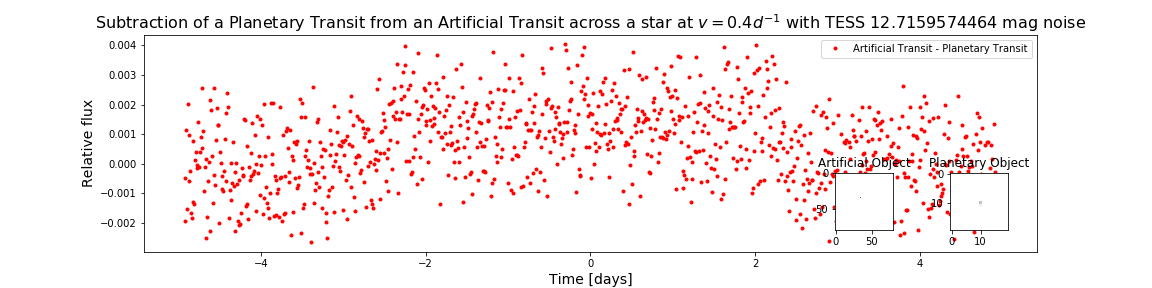 Subtraction of a Planetary Transit from an Artificial Transit across a star at v = 0.4d⁻¹ with TESS 12.7159574464 mag noise
Relative flux
0.004
0.003
0.002
0.001
0.000
−0.001
−0.002
Artificial Transit - Planetary Transit
Artificial Object
0
50
0 50
Planetary Object
0
10
0 10
−4 −2 0 2 4
Time [days]